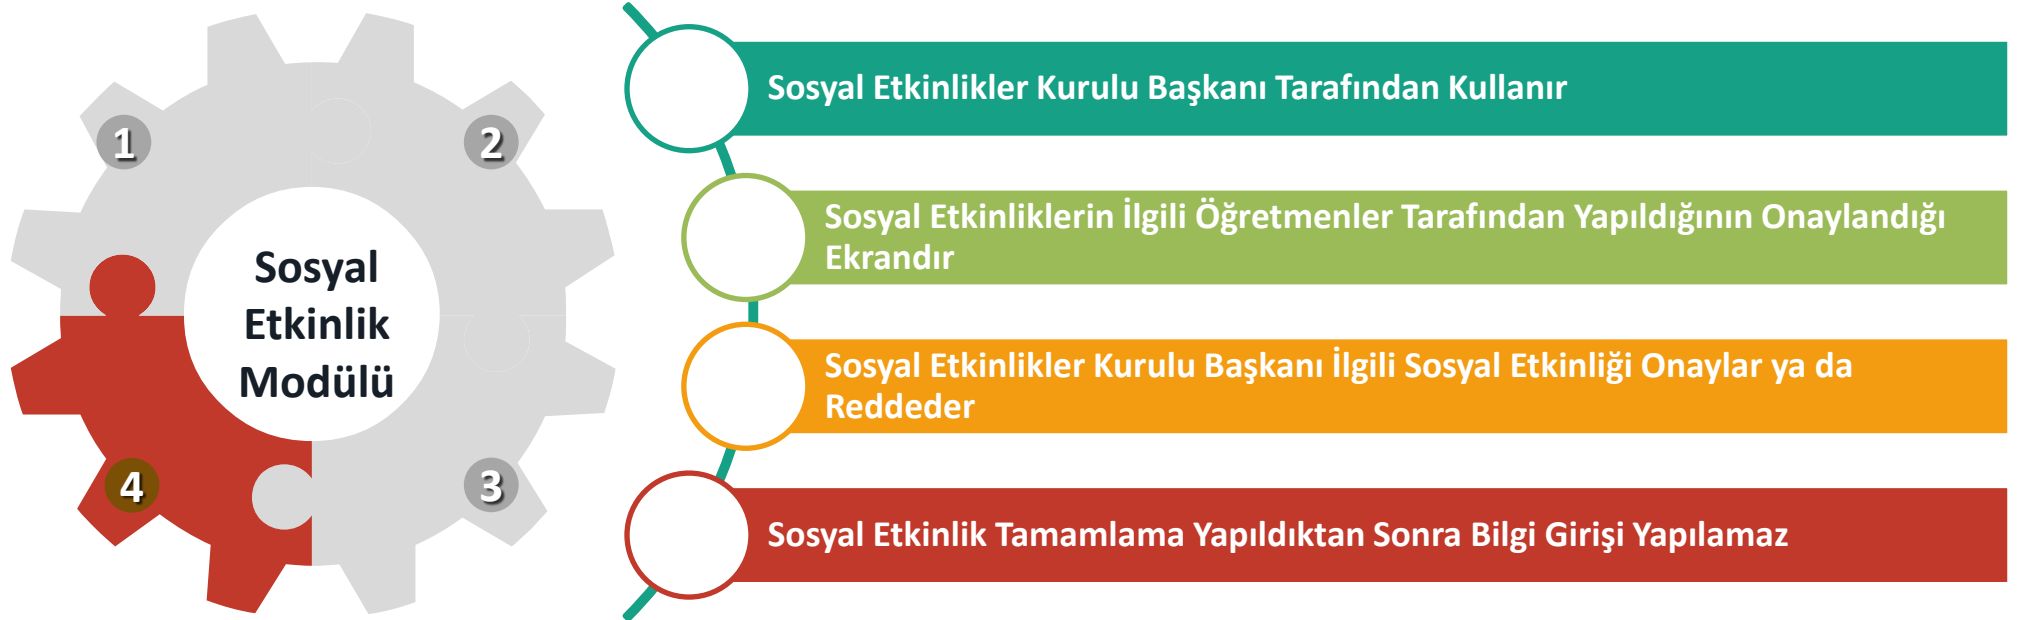 1
2
Sosyal
Etkinlik
Modülü
4
3
Sosyal Etkinlikler Kurulu Başkanı Tarafından Kullanır
Sosyal Etkinliklerin İlgili Öğretmenler Tarafından Yapıldığının Onaylandığı
Ekrandır
Sosyal Etkinlikler Kurulu Başkanı İlgili Sosyal Etkinliği Onaylar ya da
Reddeder
Sosyal Etkinlik Tamamlama Yapıldıktan Sonra Bilgi Girişi Yapılamaz